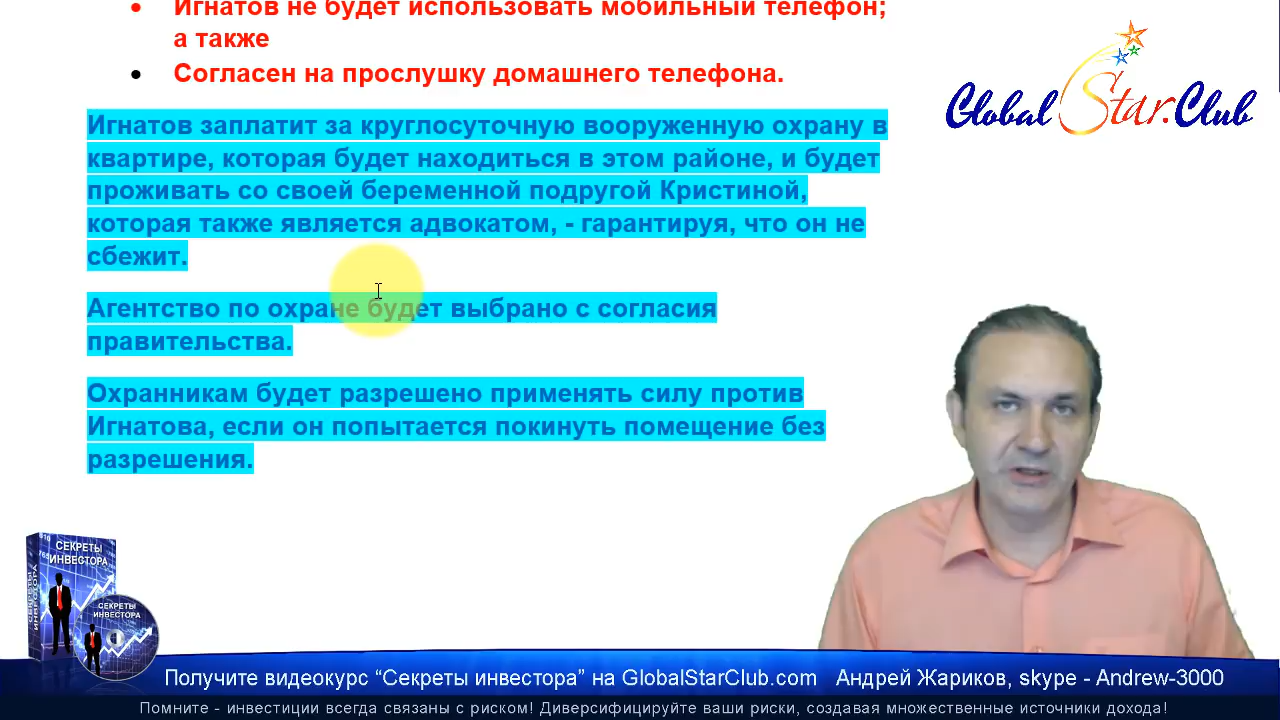 Игнатов не будет использовать мобильный телефон;
а также
Согласен на прослушку домашнего телефона.
Игнатов заплатит за круглосуточную вооруженную охрану в
квартире, которая будет находиться в этом районе, и будет
проживать со своей беременной подругой Кристиной,
которая также является адвокатом, - гарантируя, что он не
сбежит.
Агентство по охране будет выбрано с согласия
правительства.
Охранникам будет разрешено применять силу против
Игнатова, если он попытается покинуть помещение без
разрешения.
Global Star.Club
СЕКРЕТЫ
ИНВЕСТОРА
СЕКРЕТЫ ИНВЕСТОРА
СЕКРЕТЫ
ИНВЕСТОРА
Получите видеокурс “Секреты инвестора” на GlobalStarClub.com Андрей Жариков, skype - Andrew-3000
Помните - инвестиции всегда связаны с риском! Диверсифицируйте ваши риски, создавая множественные источники дохода!